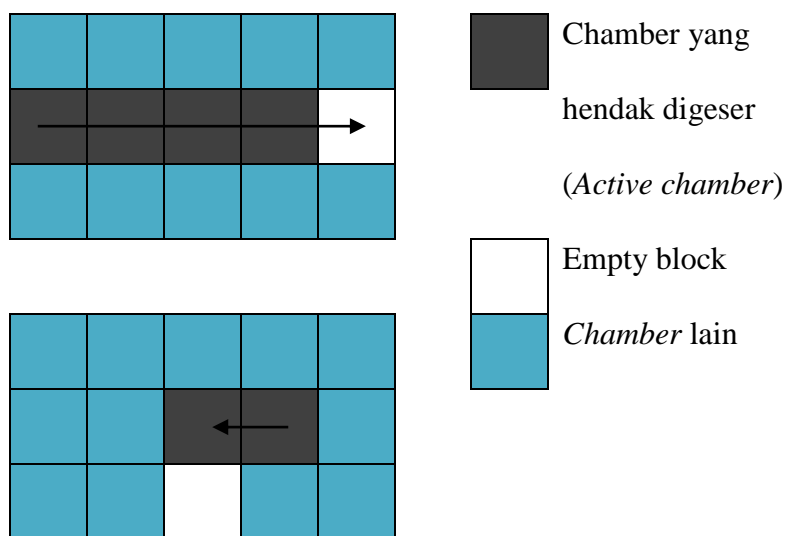 Chamber yang
hendak digeser
(Active chamber)
Empty block
Chamber lain